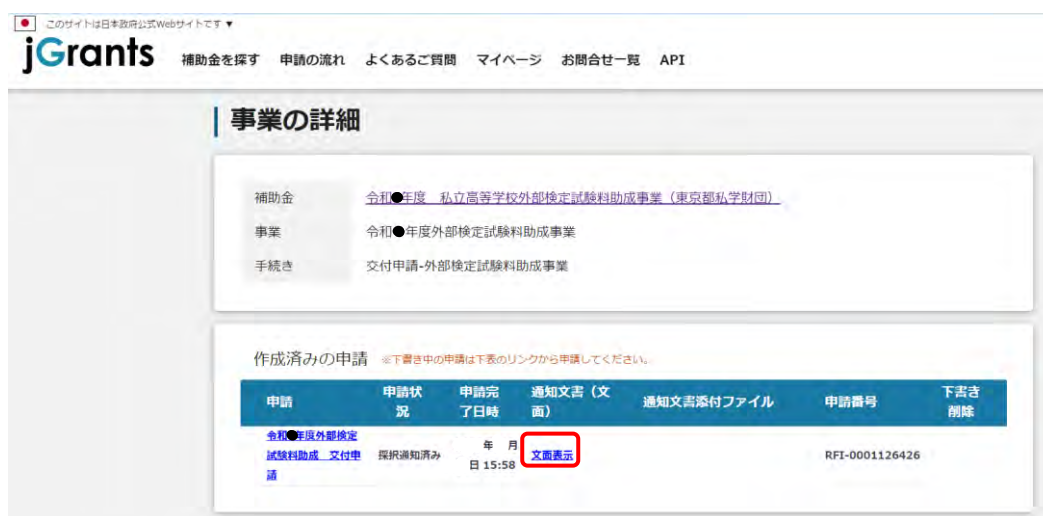 このサイトは日本政府公式Webサイトです ▼
jGrants 補助金を探す 申請の流れ よくあるご質問 マイページ お問合せ一覧 API
事業の詳細
補助金 令和●年度 私立高等学校外部検定試験料助成事業（東京都私学財団）
事業 令和●年度外部検定試験料助成事業
手続き 交付申請-外部検定試験料助成事業
作成済みの申請 ※下書き中の申請は下表のリンクから申請してください。
申請 申請状況 申請完了日時 通知文書（文面） 通知文書添付ファイル 申請番号 下書き削除
令和●年度外部検定試験料助成 交付申請 採択通知済み 年 月 日 15:58 文面表示 RFI-0001126426